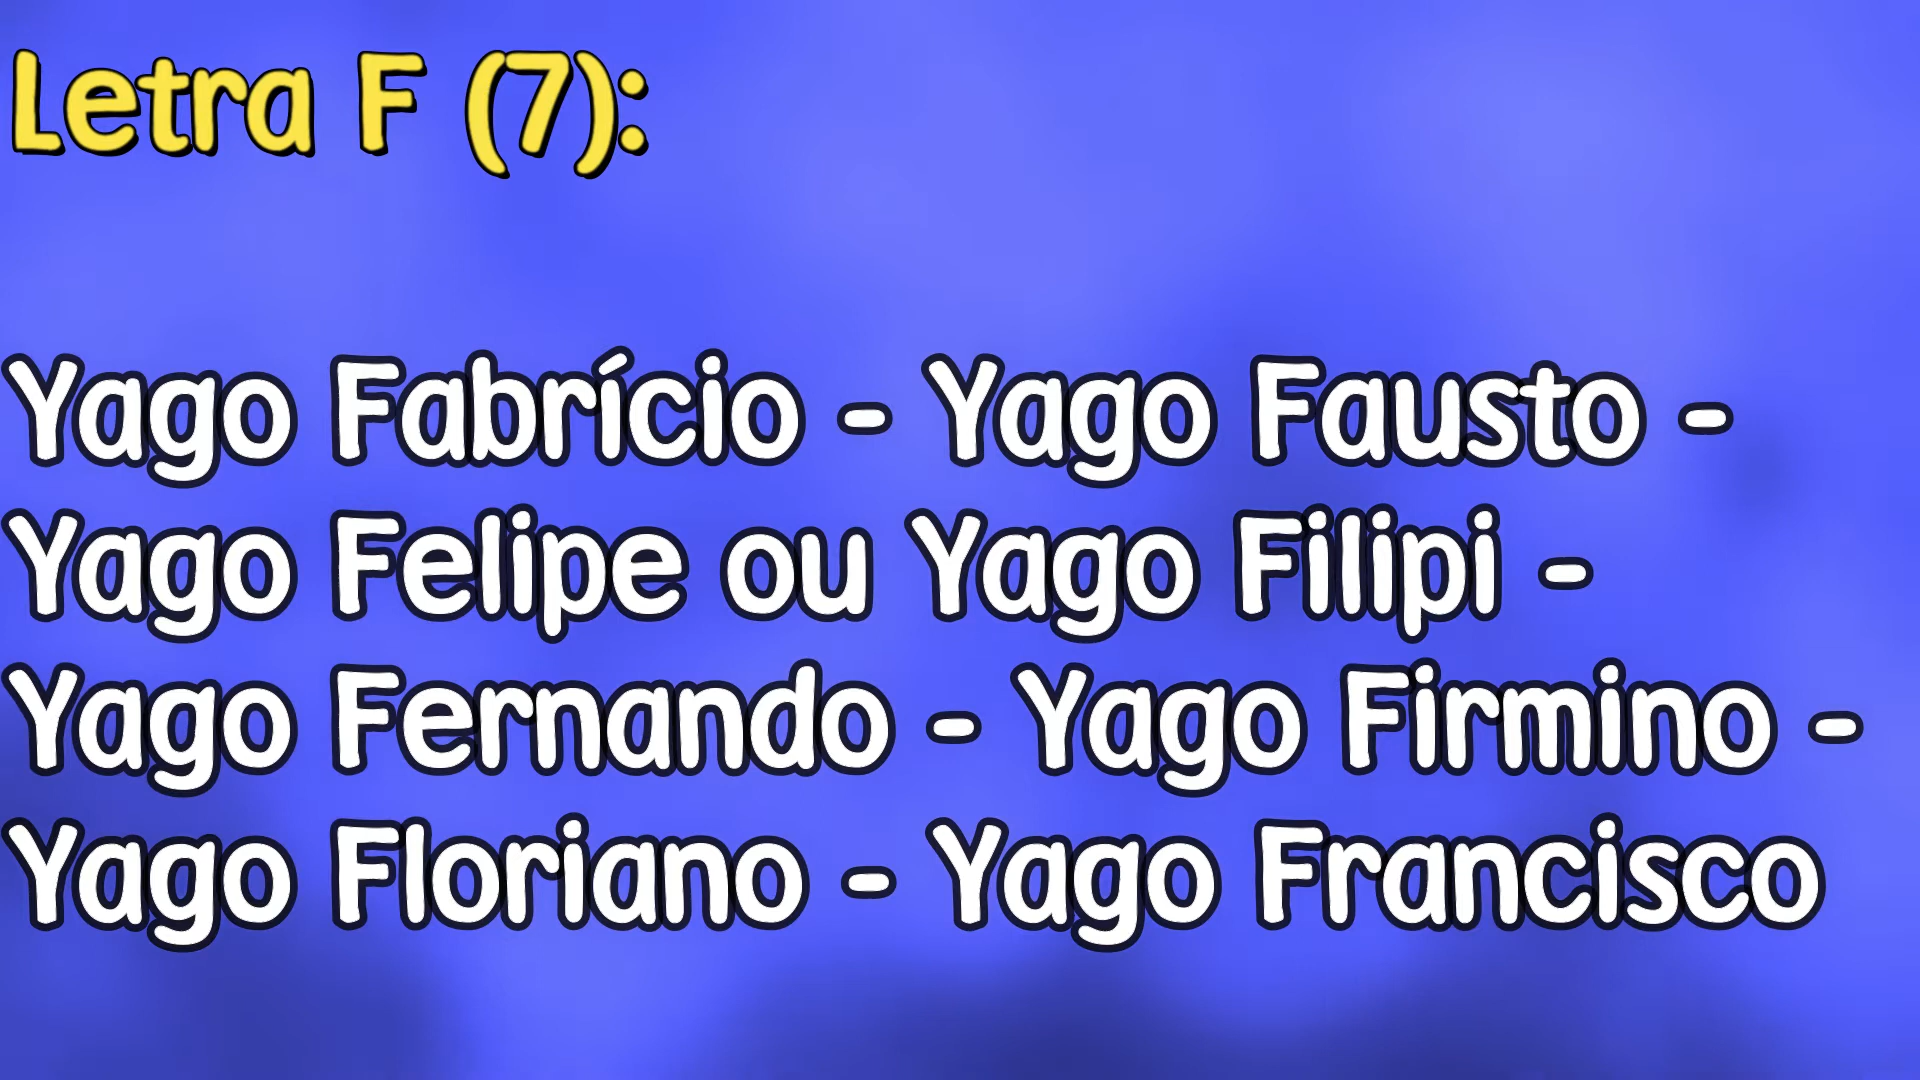 Letra F (7):
Yago Fabrício - Yago Fausto -
Yago Felipe ou Yago Filipi -
Yago Fernando - Yago Firmino -
Yago Floriano - Yago Francisco